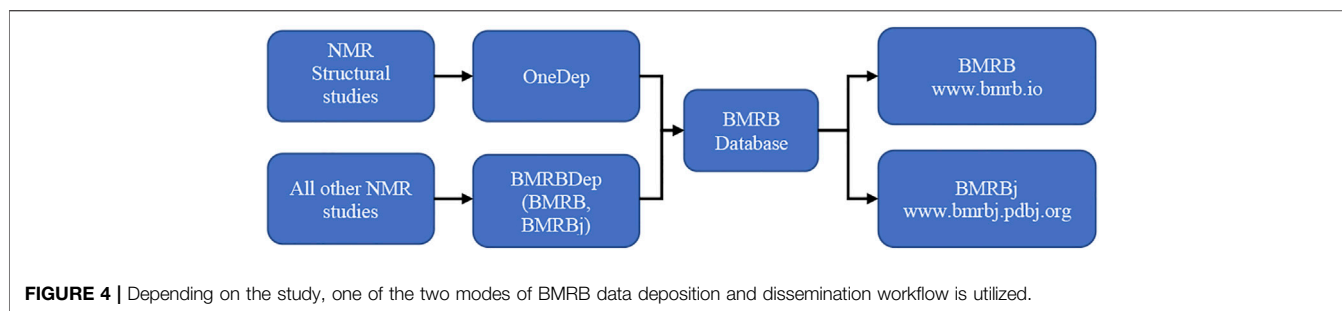 NMR
Structural
studies
OneDep
All other NMR
studies
BMRBDep
(BMRB,
BMRBj)
BMRB
Database
BMRB
www.bmrb.io
BMRBj
www.bmrbj.pdbj.org
FIGURE 4 | Depending on the study, one of the two modes of BMRB data deposition and dissemination workflow is utilized.